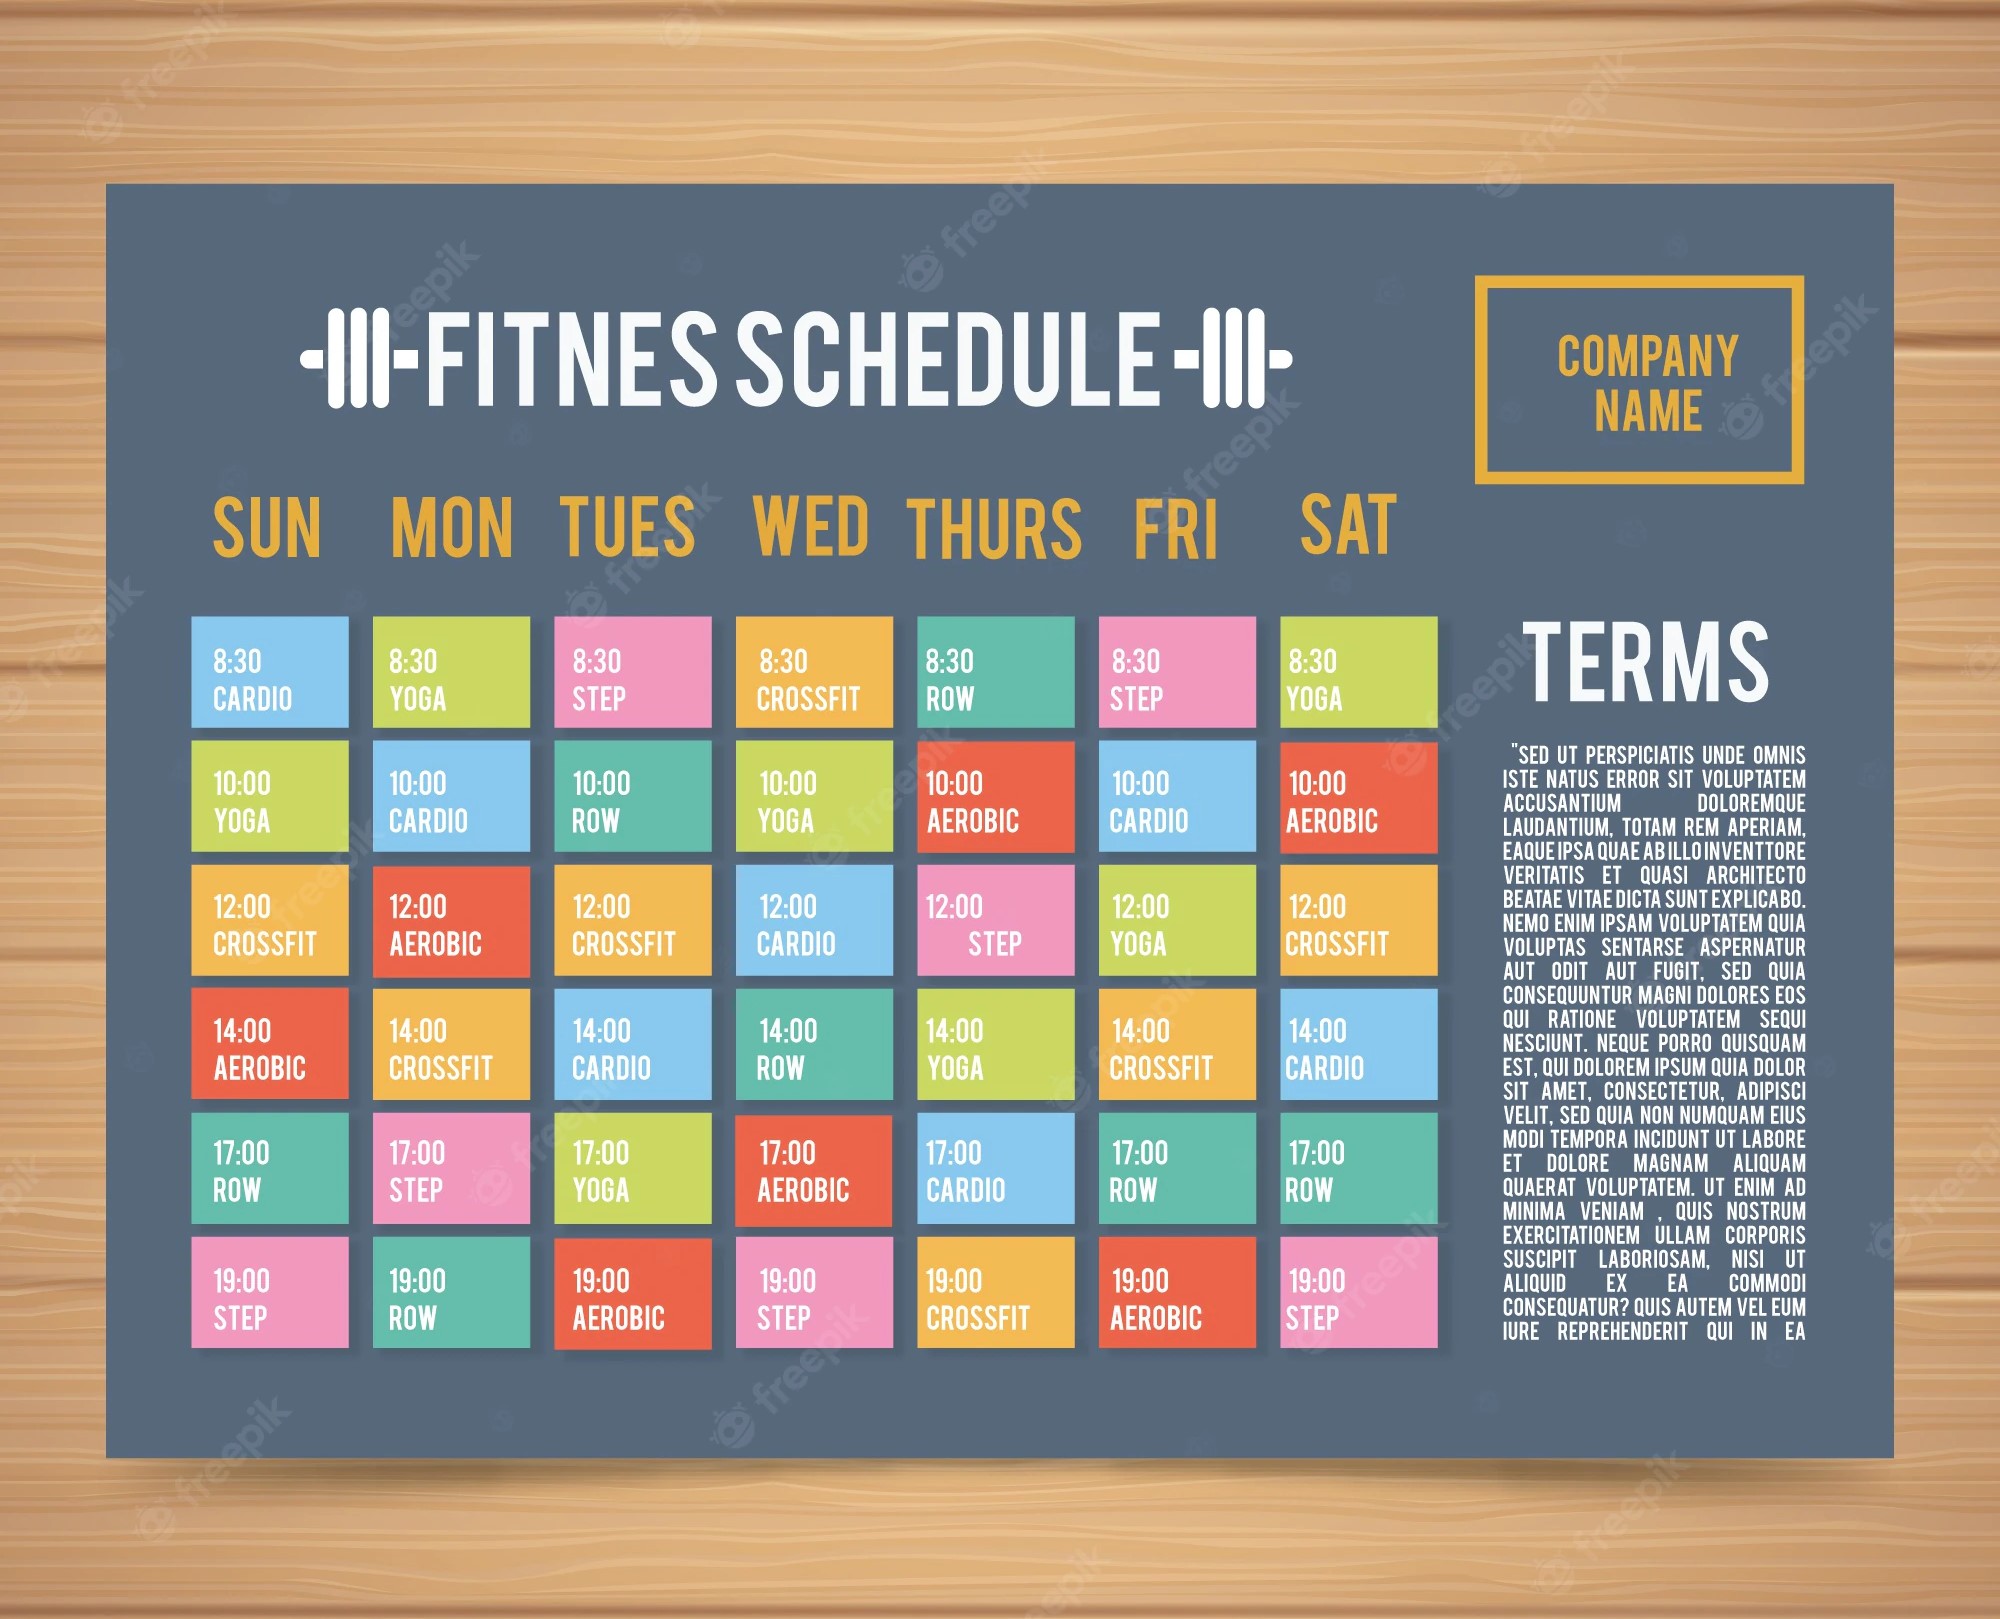 FITNES SCHEDULE
COMPANY
NAME
SUN MON TUES WED THURS FRI SAT
8:30 8:30 8:30 8:30 8:30 8:30 8:30
CARDIO YOGA STEP CROSSFIT ROW STEP YOGA
10:00 10:00 10:00 10:00 10:00 10:00 10:00
YOGA CARDIO ROW YOGA AEROBIC CARDIO AEROBIC
12:00 12:00 12:00 12:00 12:00 12:00 12:00
CROSSFIT AEROBIC CROSSFIT CARDIO STEP YOGA CROSSFIT
14:00 14:00 14:00 14:00 14:00 14:00 14:00
AEROBIC CROSSFIT CARDIO ROW YOGA CROSSFIT CARDIO
17:00 17:00 17:00 17:00 17:00 17:00 17:00
ROW STEP YOGA AEROBIC CARDIO ROW ROW
19:00 19:00 19:00 19:00 19:00 19:00 19:00
STEP ROW AEROBIC STEP CROSSFIT AEROBIC STEP
TERMS
"SED UT PERSPICIATIS UNDE OMNIS
ISTE NATUS ERROR SIT VOLUPTATEM
ACCUSANTIUM DOLOREMQUE
LAUDANTIUM, TOTAM REM APERIAM,
EAQUE IPSA QUAE AB ILLO INVENTTORE
VERITATIS ET QUASI ARCHITECTO
BEATAE VITAE DICTA SUNT EXPLICABO.
NEMO ENIM IPSAM VOLUPTATEM QUIA
VOLUPTAS SENTARSE ASPERNATUR
AUT ODIT AUT FUGIT, SED QUIA
CONSEQUUNTUR MAGNI DOLORES EOS
QUI RATIONE VOLUPTATEM SEQUI
NESCIUNT. NEQUE PORRO QUISQUAM
EST, QUI DOLOREM IPSUM QUIA DOLOR
SIT AMET, CONSECTETUR, ADIPISCI
VELIT, SED QUIA NON NUMQUAM EIUS
MODI TEMPORA INCIDUNT UT LABORE
ET DOLORE MAGNAM ALIQUAM
QUAERAT VOLUPTATEM. UT ENIM AD
MINIMA VENIAM , QUIS NOSTRUM
EXERCITATIONEM ULLAM CORPORIS
SUSCIPIT LABORIOSAM, NISI UT
ALIQUID EX EA COMMODI
CONSEQUATUR? QUIS AUTEM VEL EUM
IURE REPREHENDERIT QUI IN EA
freepik